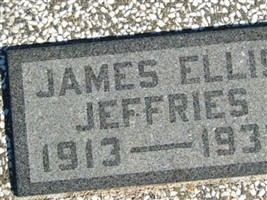 JAMES ELLIS
JEFFRIES
1913 — 193